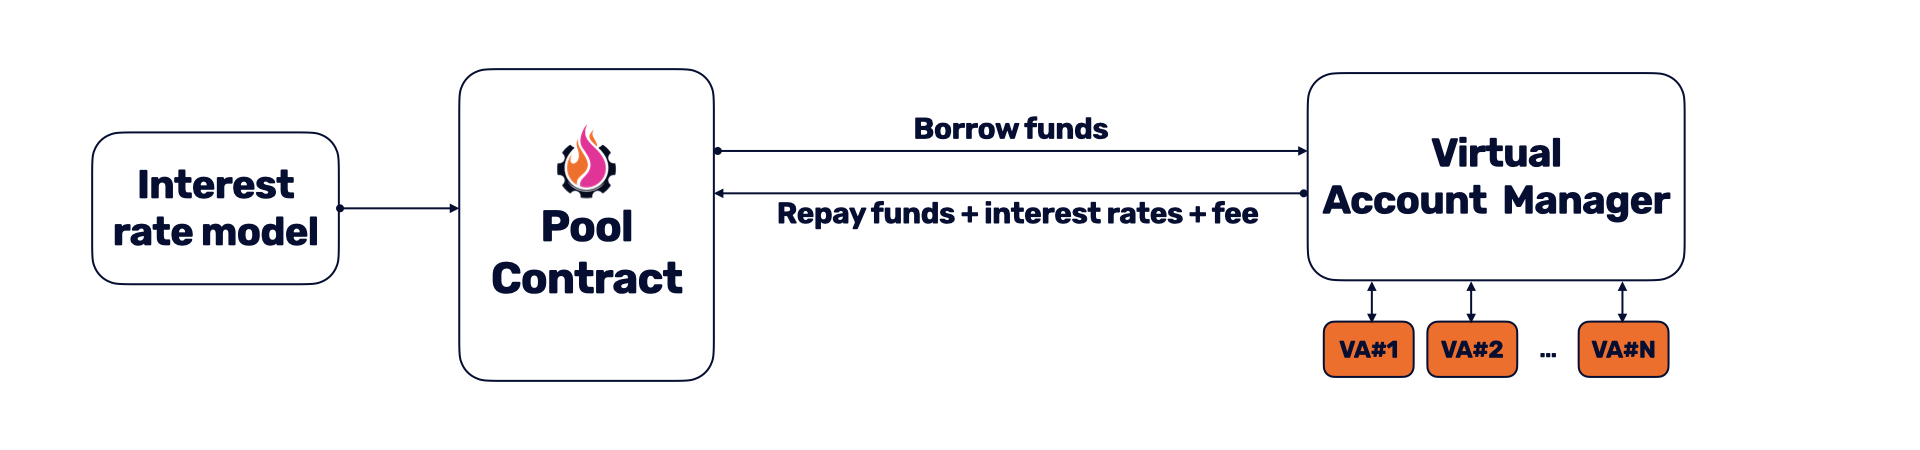 Interest
rate model
Pool
Contract
Borrow funds
Repay funds + interest rates + fee
Virtual
Account Manager
VA#1
VA#2
...
VA#N